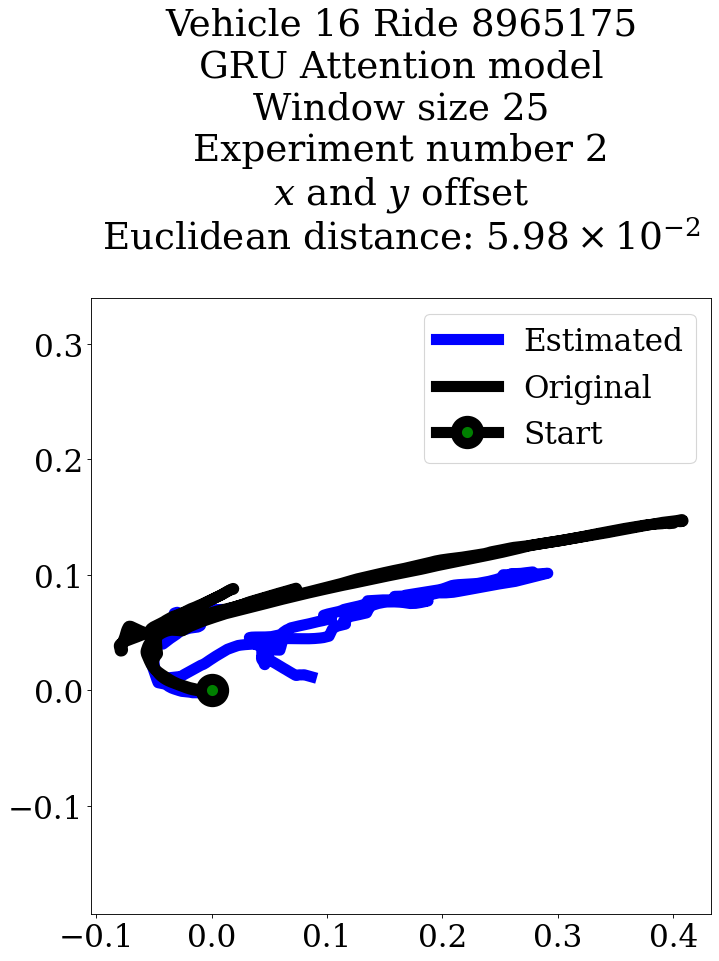 Vehicle 16 Ride 8965175
GRU Attention model
Window size 25
Experiment number 2
x and y offset
Euclidean distance: 5.98 × 10⁻²
Estimated
Original
Start
0.3
0.2
0.1
0.0
−0.1
−0.1 0.0 0.1 0.2 0.3 0.4